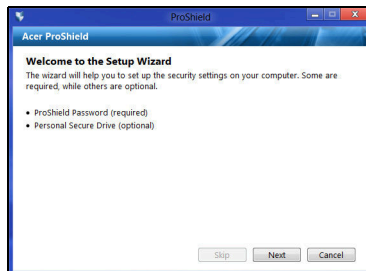 ProShield
Acer ProShield
Welcome to the Setup Wizard
The wizard will help you to set up the security settings on your computer. Some are
required, while others are optional.
• ProShield Password (required)
• Personal Secure Drive (optional)
Skip Next Cancel